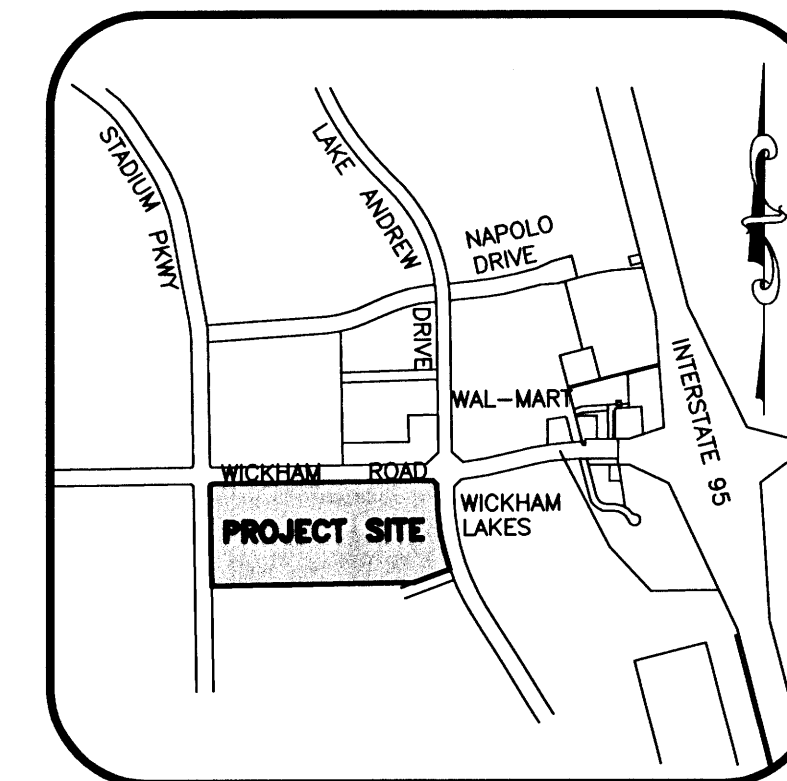 STADIUM PKWY
LAKE ANDREW
DRIVE
NAPOLO
DRIVE
INTERSTATE 95
WAL-MART
WICKHAM ROAD
WICKHAM
LAKES
PROJECT SITE